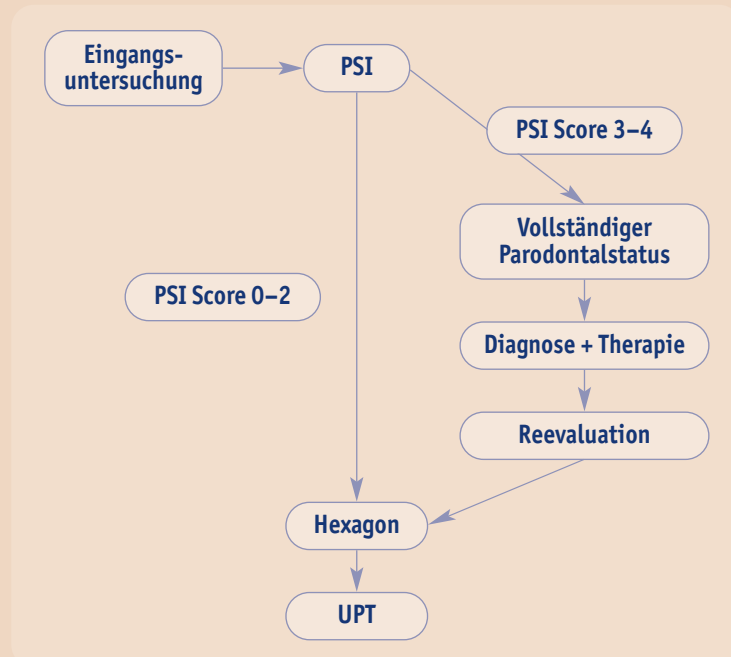 Eingangs-
untersuchung
PSI
PSI Score 3–4
Vollständiger
Parodontalstatus
PSI Score 0–2
Diagnose + Therapie
Reevaluation
Hexagon
UPT